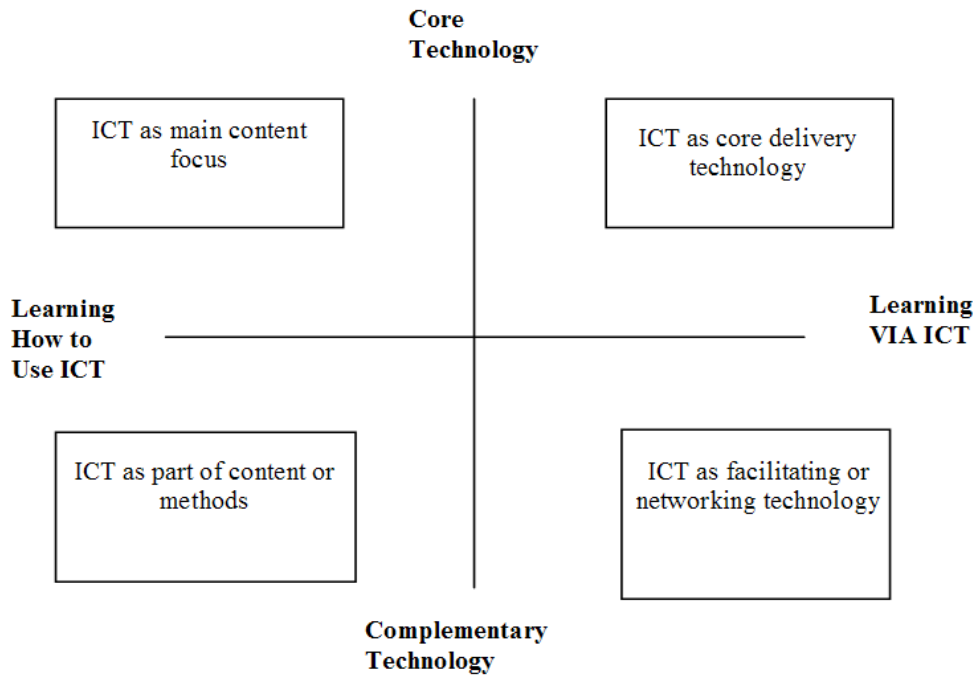 Core
Technology
ICT as main content
focus
ICT as core delivery
technology
Learning
How to
Use ICT
Learning
VIA ICT
ICT as part of content or
methods
ICT as facilitating or
networking technology
Complementary
Technology